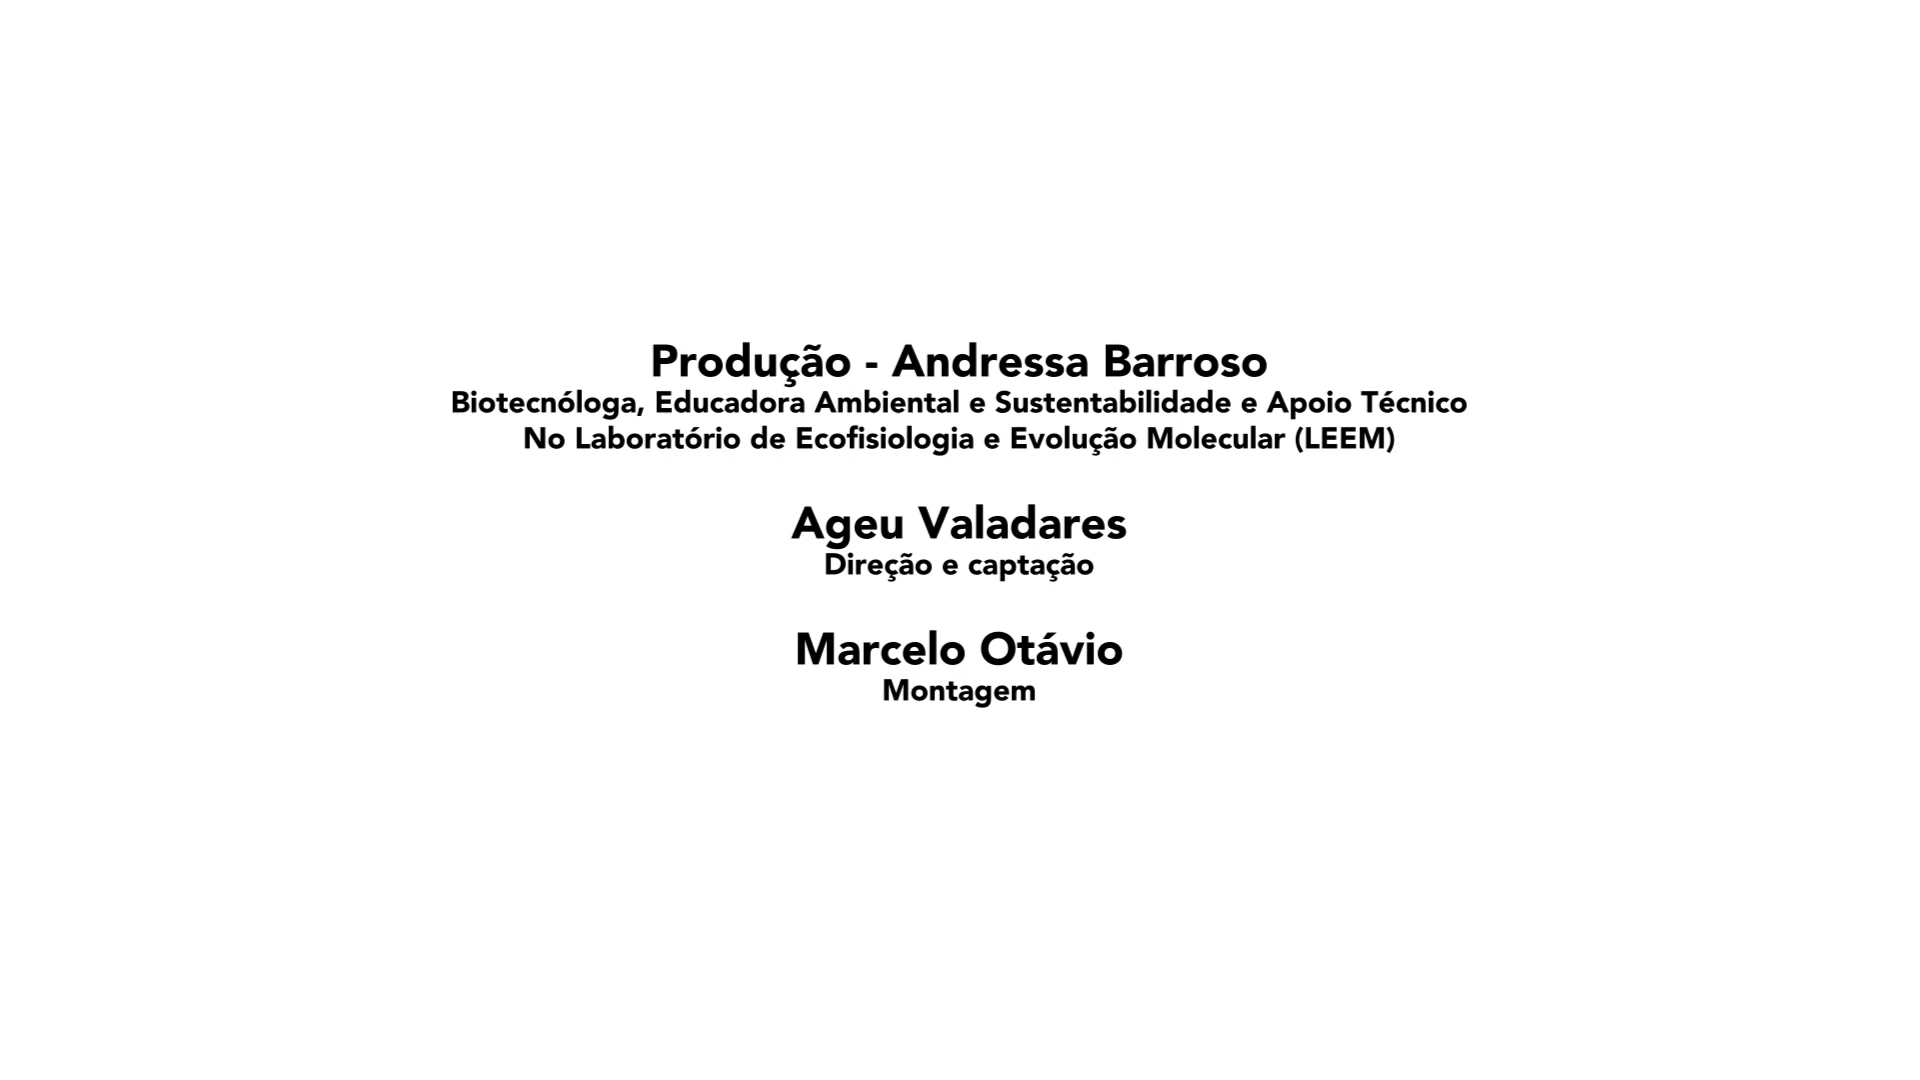 Produção - Andressa Barroso
Biotecnóloga, Educadora Ambiental e Sustentabilidade e Apoio Técnico
No Laboratório de Ecofisiologia e Evolução Molecular (LEEM)
Ageu Valadares
Direção e captação
Marcelo Otávio
Montagem